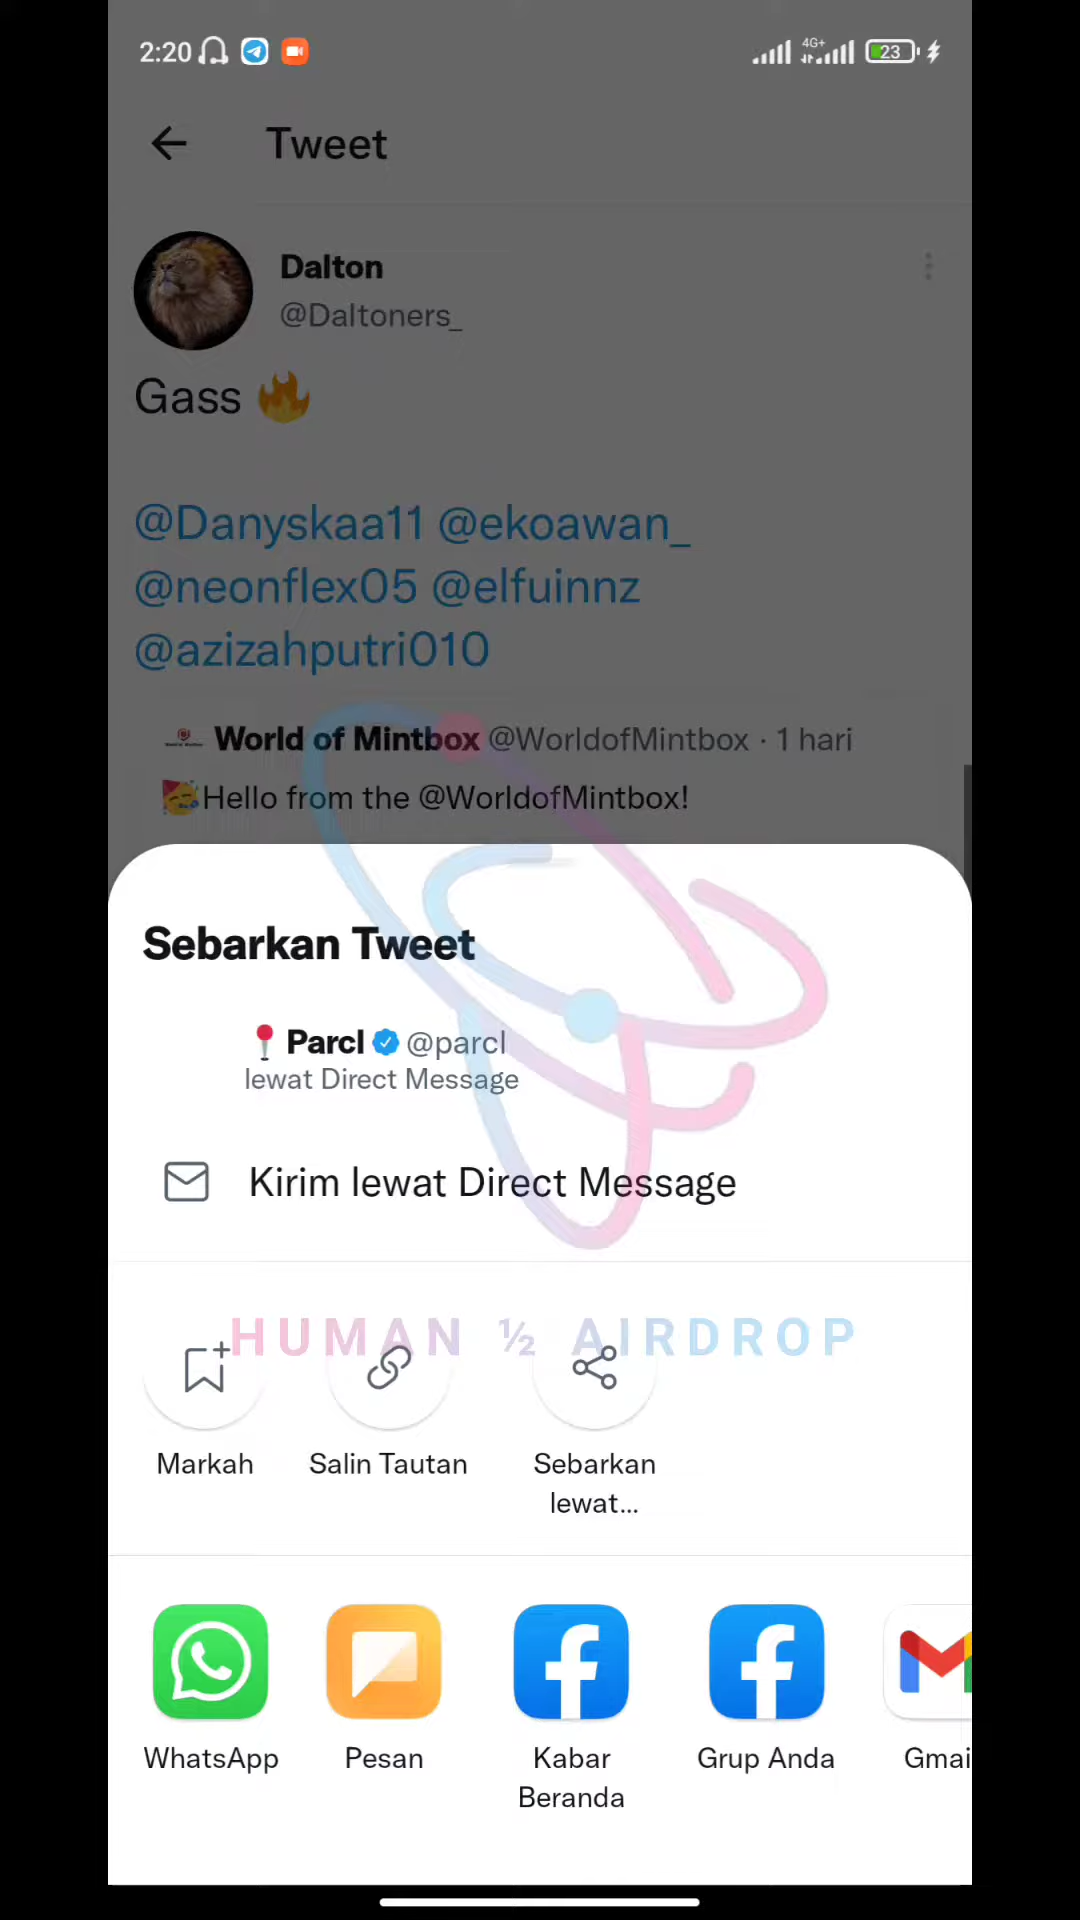 2:20
4G+
23
Tweet
Dalton
@Daltoners_
Gass 🔥
@Danyskaa11 @ekoawan_
@neonflex05 @elfuinnz
@azizahputri010
World of Mintbox @WorldofMintbox · 1 hari
🥳Hello from the @WorldofMintbox!
Sebarkan Tweet
📍 Parcl @parcl
lewat Direct Message
Kirim lewat Direct Message
HUMAN ½ AIRDROP
Markah
Salin Tautan
Sebarkan
lewat...
WhatsApp
Pesan
Kabar
Beranda
Grup Anda
Gmai